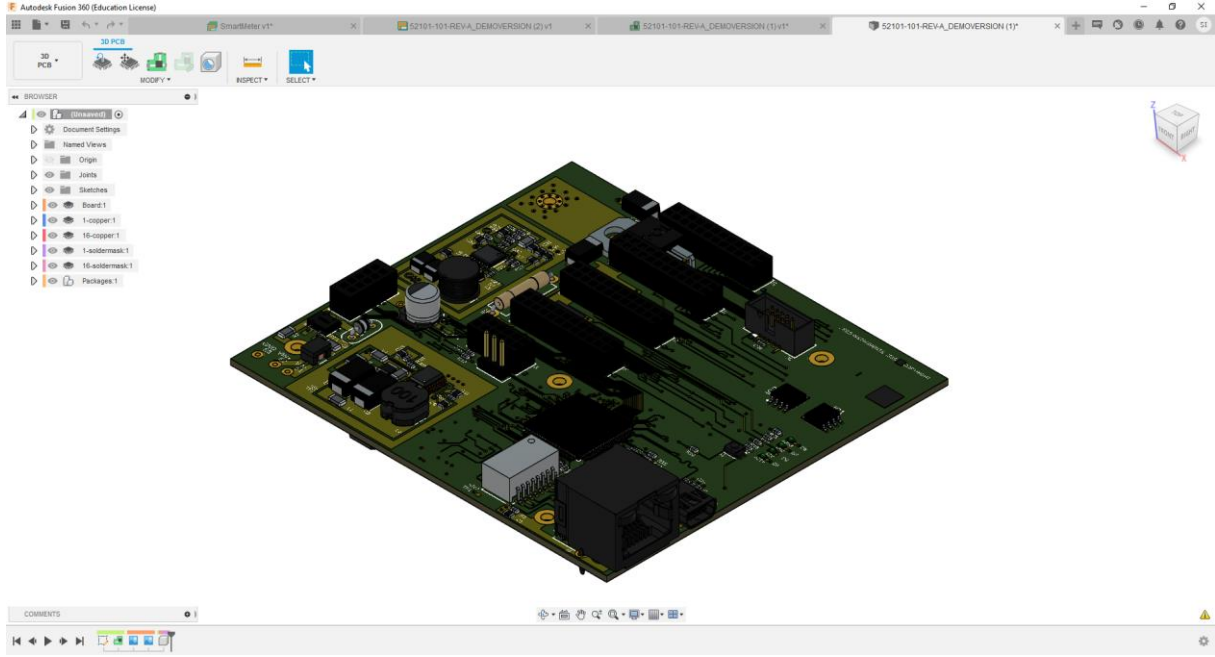 Autodesk Fusion 360 (Education License)
SmartMeter v1*
52101-101-REV-A_DEMOVERSION (2) v1
52101-101-REV-A_DEMOVERSION (1) v1*
52101-101-REV-A_DEMOVERSION (1)*
3D PCB
3D
PCB
MODIFY
INSPECT
SELECT
BROWSER
(Unsaved)
Document Settings
Named Views
Origin
Joints
Sketches
Board:1
1-copper:1
16-copper:1
1-soldermask:1
16-soldermask:1
Packages:1
Z
TOP
FRONT
RIGHT
X
100
COMMENTS